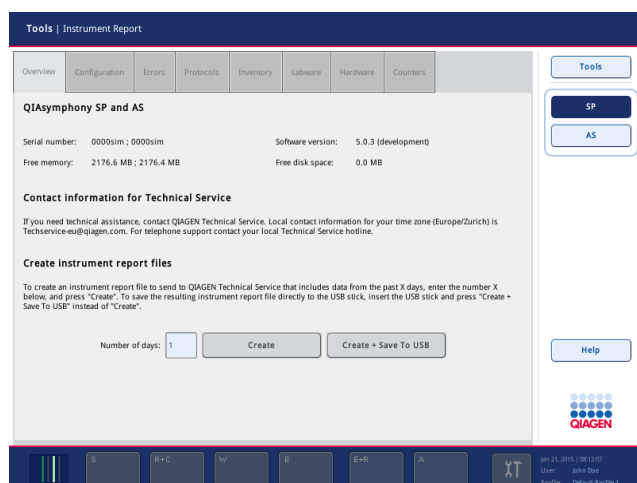 Tools | Instrument Report
Overview
Configuration
Errors
Protocols
Inventory
Labware
Hardware
Counters
Tools
SP
AS
QIAsymphony SP and AS
Serial number: 0000sim ; 0000sim
Software version: 5.0.3 (development)
Free memory: 2176.6 MB ; 2176.4 MB
Free disk space: 0.0 MB
Contact information for Technical Service
If you need technical assistance, contact QIAGEN Technical Service. Local contact information for your time zone (Europe/Zurich) is
Techservice-eu@qiagen.com. For telephone support contact your local Technical Service hotline.
Create instrument report files
To create an instrument report file to send to QIAGEN Technical Service that includes data from the past X days, enter the number X
below, and press "Create". To save the resulting instrument report file directly to the USB stick, insert the USB stick and press "Create +
Save To USB" instead of "Create".
Number of days: 1
Create
Create + Save To USB
Help
QIAGEN
S
R+C
W
E
E+R
A
Jan 21, 2015 | 08:12:07
User: John Doe
Profile: Default Profile 1